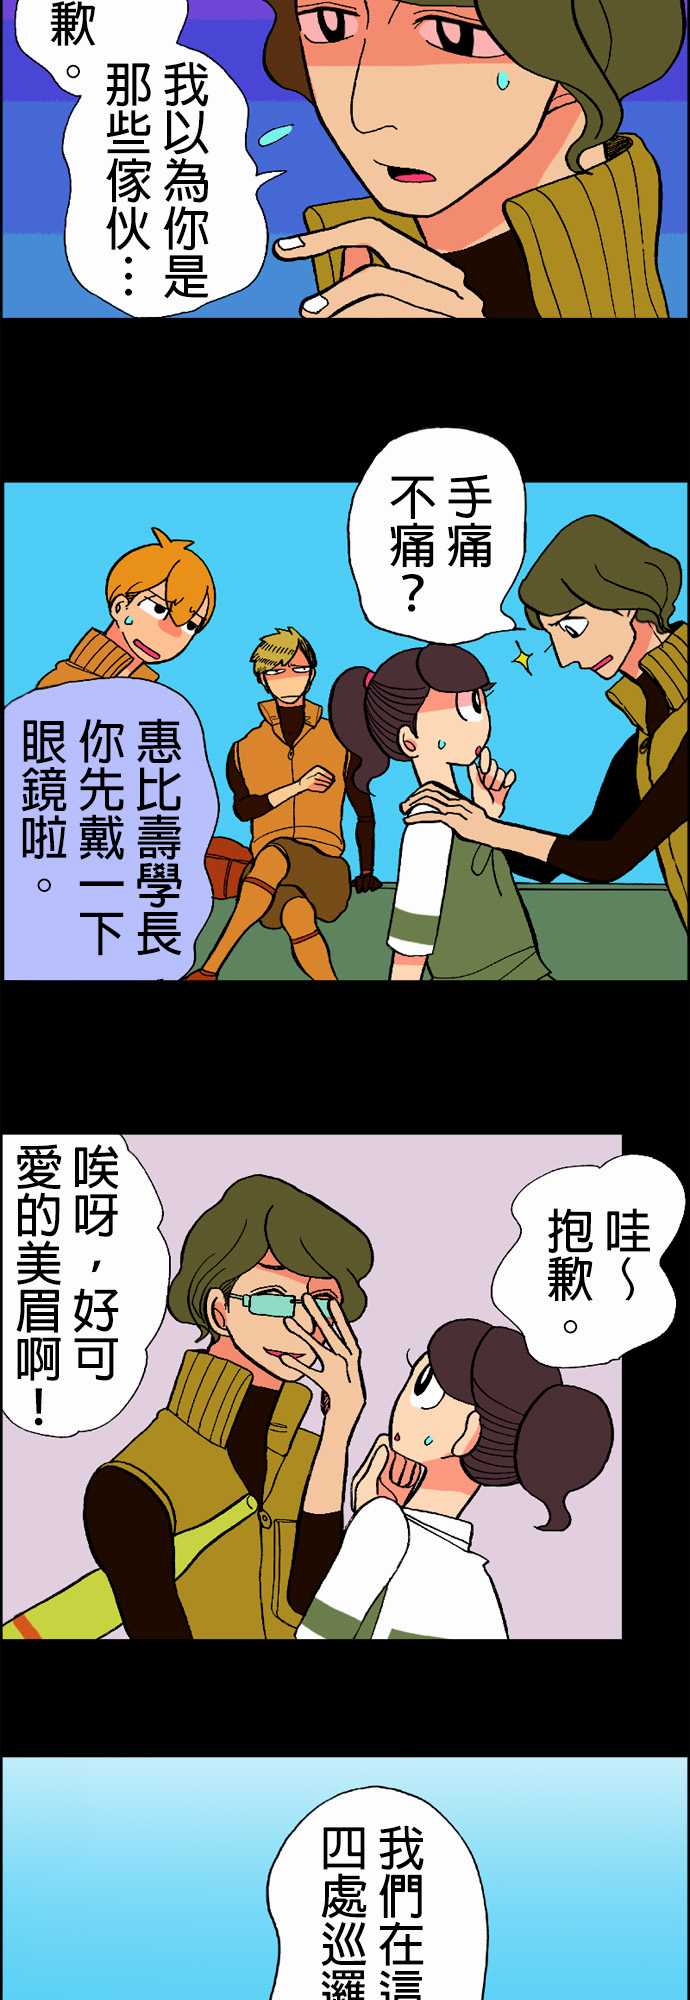 歉。
我以為你是
那些傢伙⋯
手痛
不痛？
惠比壽學長，
你先戴一下
眼鏡啦。
哇～
抱歉。
唉呀，好可
愛的美眉啊！
我們在這
四處巡邏